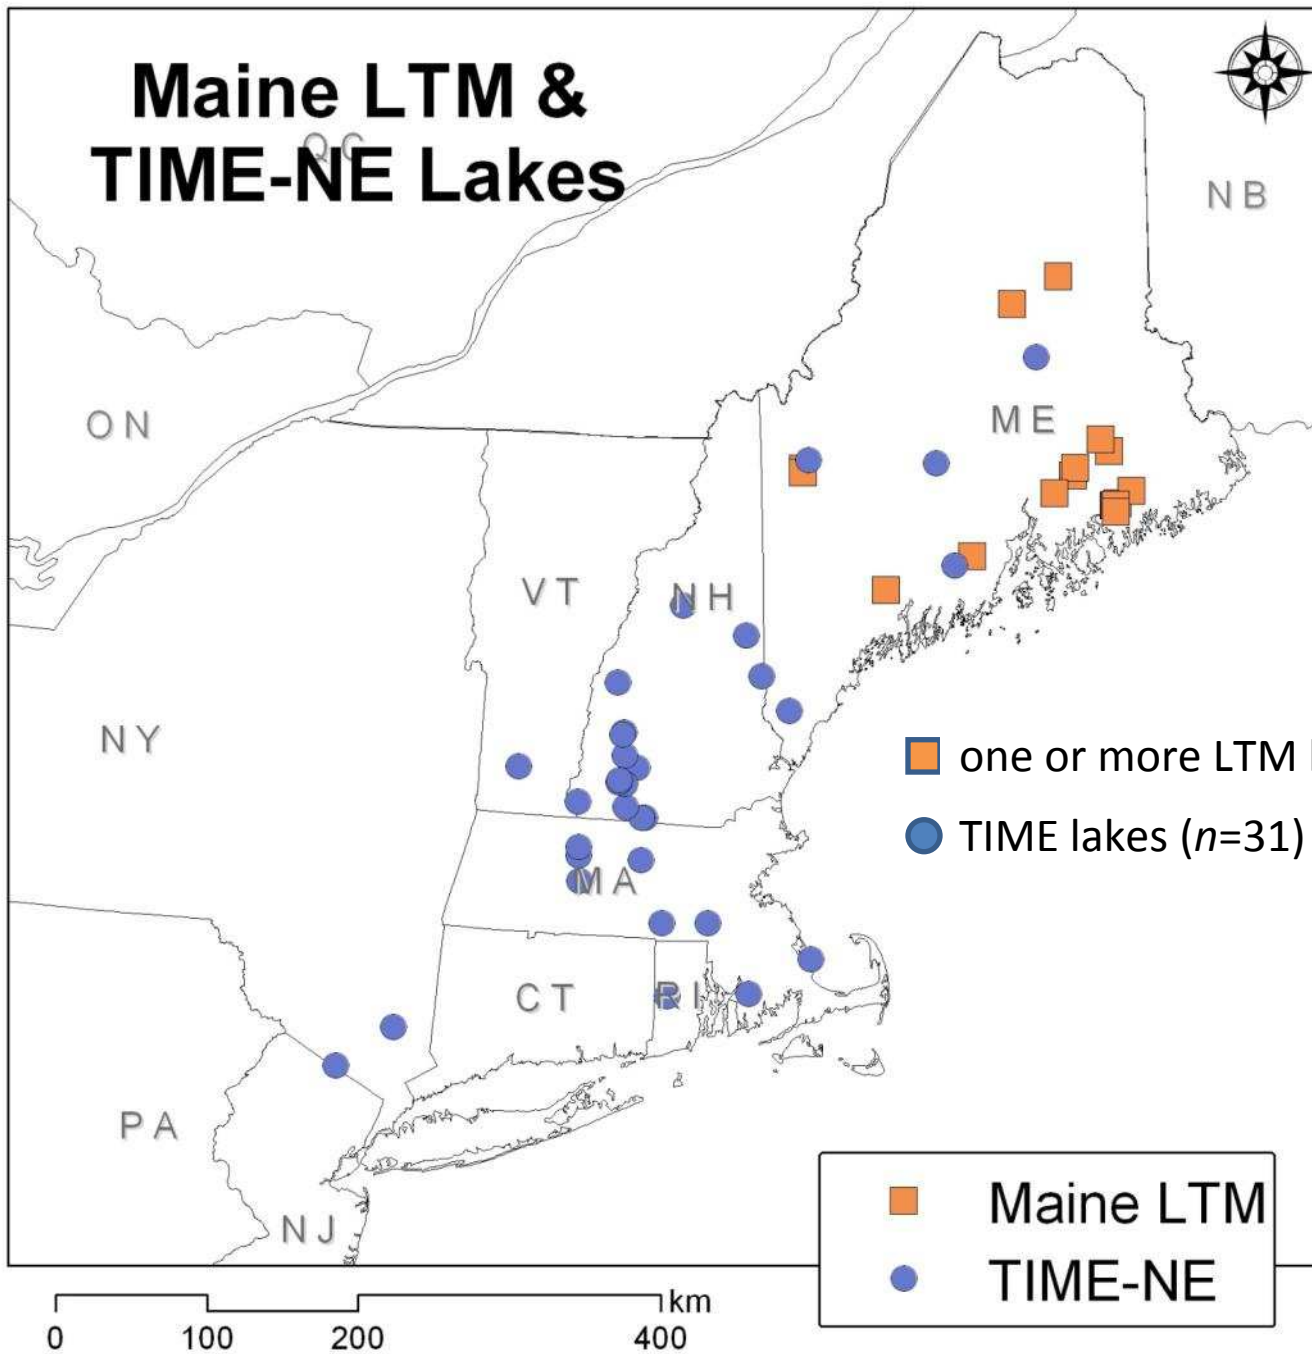 Maine LTM &
QC
TIME-NE Lakes
NB
ON
ME
VT
NH
NY
one or more LTM
TIME lakes (n=31)
MA
CT
RI
PA
NJ
Maine LTM
TIME-NE
km
0 100 200 400